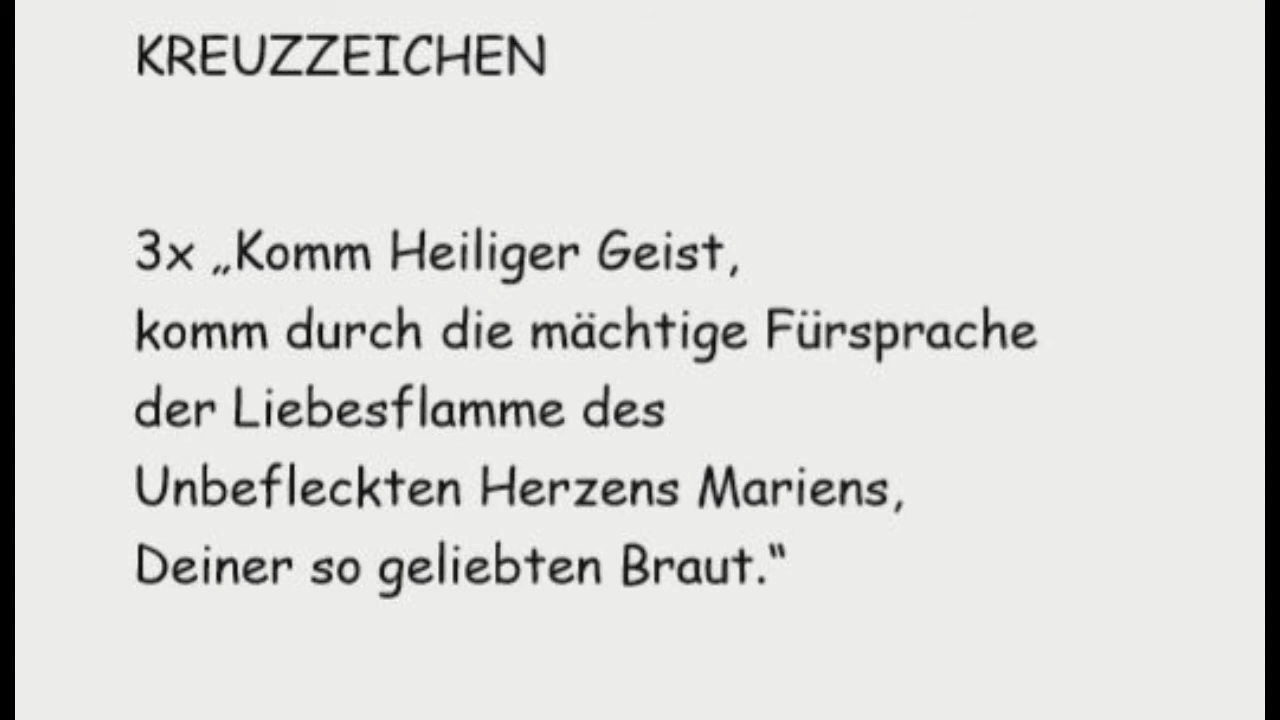 KREUZZEICHEN
3x „Komm Heiliger Geist,
komm durch die mächtige Fürsprache
der Liebesflamme des
Unbefleckten Herzens Mariens,
Deiner so geliebten Braut.“